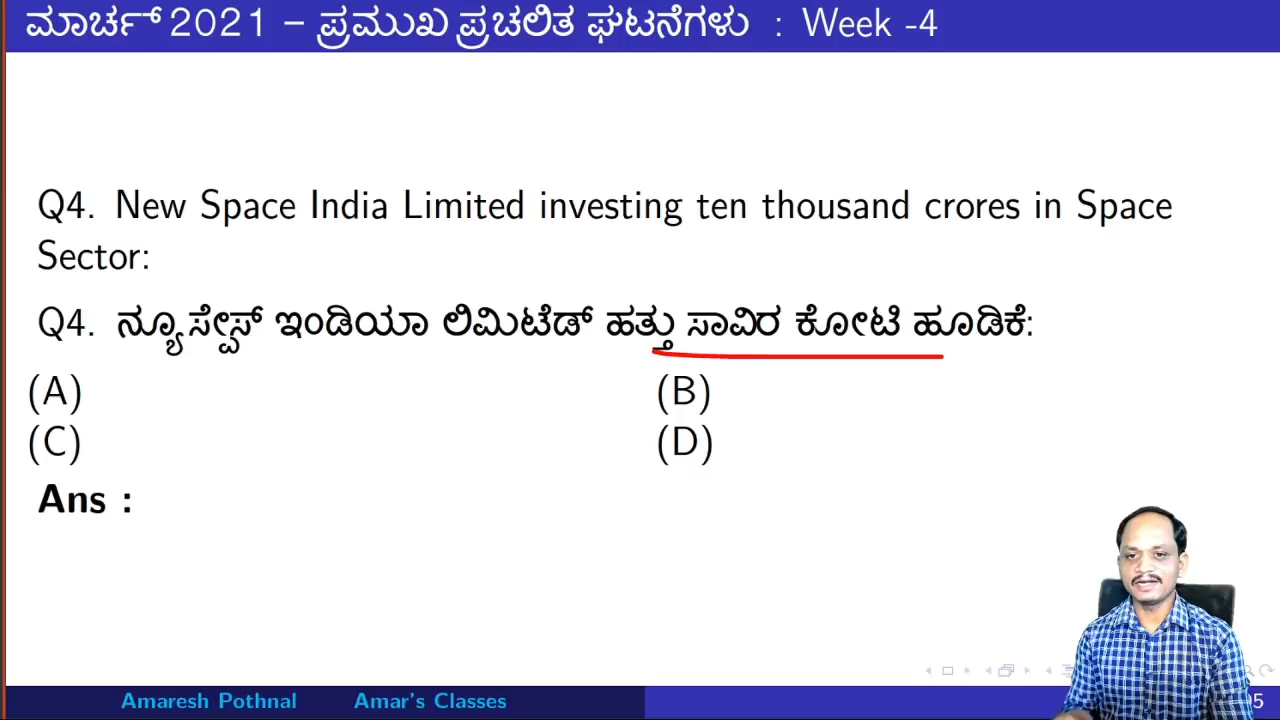 ಮಾರ್ಚ್ 2021 – ಪ್ರಮುಖ ಪ್ರಚಲಿತ ಘಟನೆಗಳು : Week -4
Q4. New Space India Limited investing ten thousand crores in Space
Sector:
Q4. ನ್ಯೂಸೇಪ್ಸ್ ಇಂಡಿಯಾ ಲಿಮಿಟೆಡ್ ಹತ್ತು ಸಾವಿರ ಕೋಟಿ ಹೂಡಿಕೆ:
(A) (B)
(C) (D)
Ans :
Amaresh Pothnal Amar's Classes